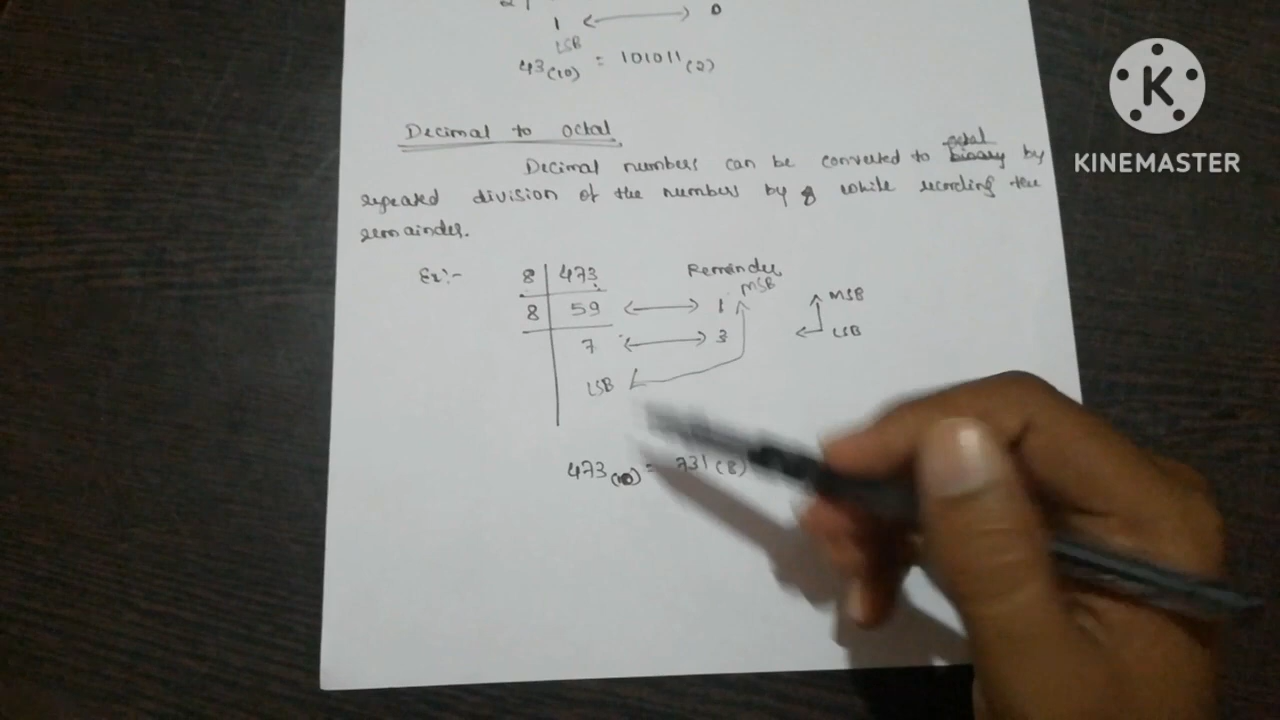 1 ⟷ 0
LSB
43(10) = 101011(2)
Decimal to octal
octal
Decimal numbers can be converted to binary by
repeated division of the numbers by 8 while recording the
remainder.
Ex:-
8 | 473 Reminder
MSB
8 | 59 ⟷ 1
7 ⟷ 3
LSB
MSB
LSB
473(10) = 731(8)
K
KINEMASTER